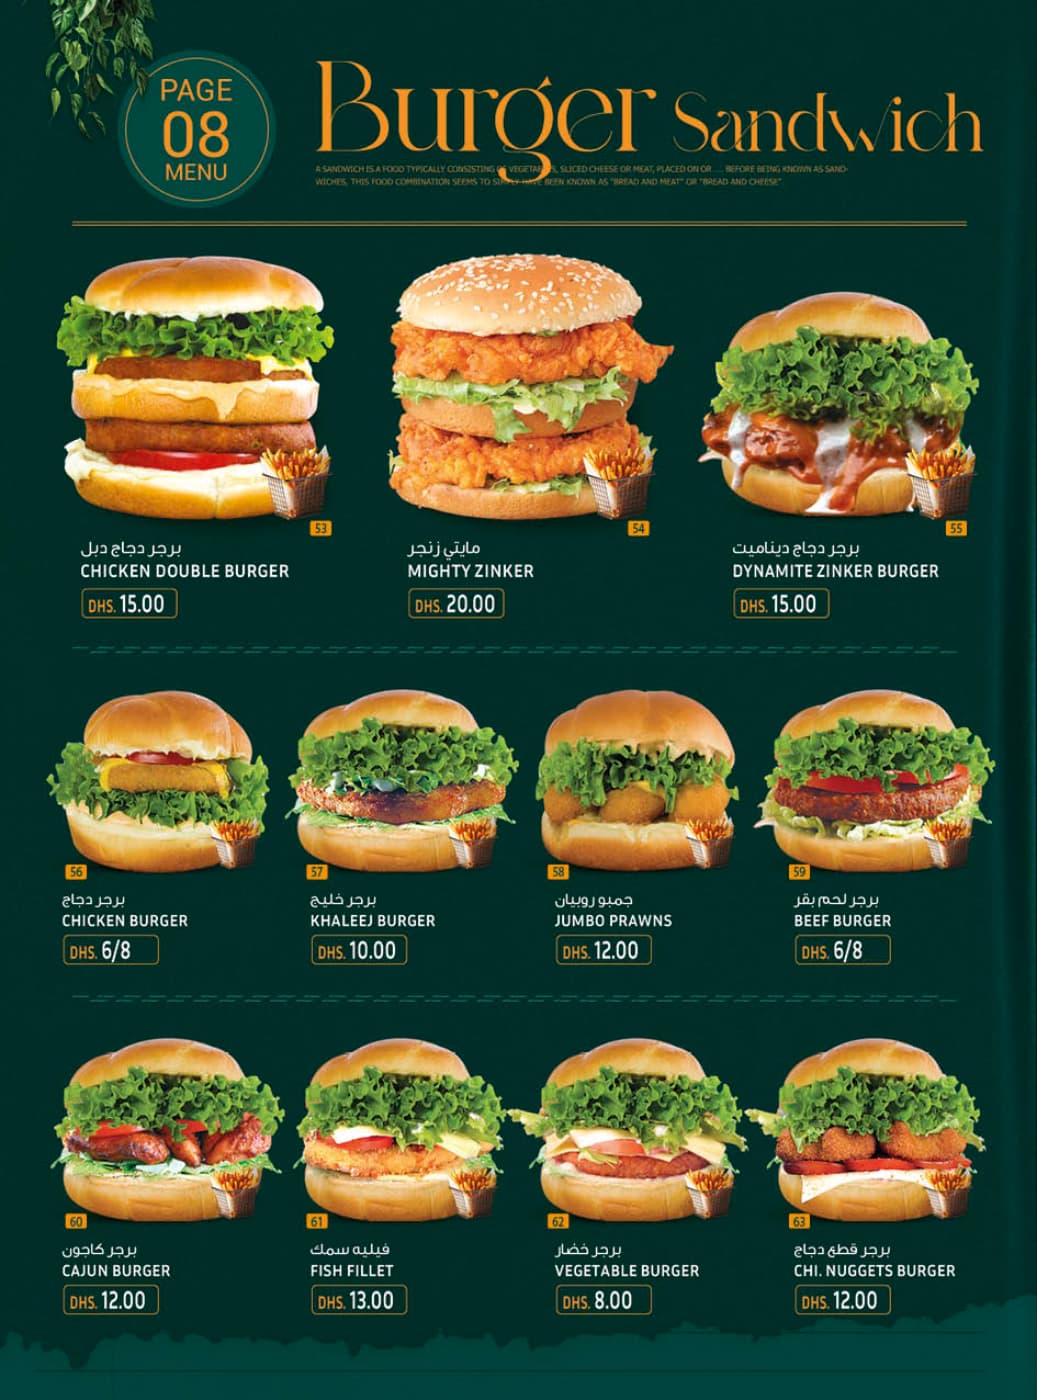 PAGE
08
MENU
Burger Sandwich
A SANDWICH IS A FOOD TYPICALLY CONSISTING OF VEGETABLES, SLICED CHEESE OR MEAT, PLACED ON OR .... BEFORE BEING KNOWN AS SAND-
WICHES, THIS FOOD COMBINATION SEEMS TO SIMPLY HAVE BEEN KNOWN AS "BREAD AND MEAT" OR "BREAD AND CHEESE"
53
برجر دجاج دبل
CHICKEN DOUBLE BURGER
DHS. 15.00
54
مايتي زنجر
MIGHTY ZINKER
DHS. 20.00
55
برجر دجاج ديناميت
DYNAMITE ZINKER BURGER
DHS. 15.00
56
برجر دجاج
CHICKEN BURGER
DHS. 6/8
57
برجر خليج
KHALEEJ BURGER
DHS. 10.00
58
جمبو روبيان
JUMBO PRAWNS
DHS. 12.00
59
برجر لحم بقر
BEEF BURGER
DHS. 6/8
60
برجر كاجون
CAJUN BURGER
DHS. 12.00
61
فيليه سمك
FISH FILLET
DHS. 13.00
62
برجر خضار
VEGETABLE BURGER
DHS. 8.00
63
برجر قطع دجاج
CHI. NUGGETS BURGER
DHS. 12.00